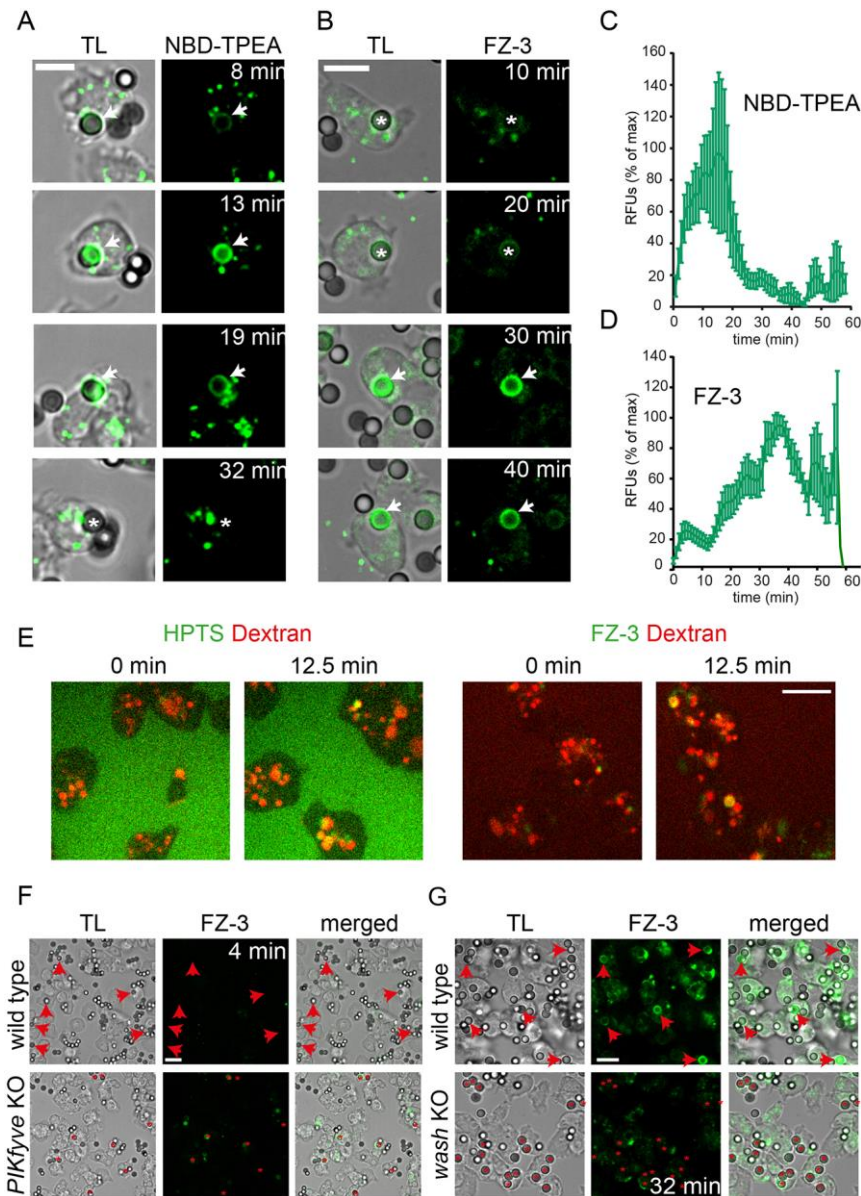 A
TL
NBD-TPEA
8 min
13 min
19 min
32 min
*
*
B
TL
FZ-3
10 min
*
*
20 min
*
*
30 min
40 min
C
160
140
120
100
80
60
40
20
0
RFUs (% of max)
NBD-TPEA
0 10 20 30 40 50 60
time (min)
D
140
120
100
80
60
40
20
0
RFUs (% of max)
FZ-3
0 10 20 30 40 50 60
time (min)
E
HPTS Dextran
0 min
12.5 min
FZ-3 Dextran
0 min
12.5 min
F
TL
FZ-3
merged
wild type
4 min
PIKfyve KO
G
TL
FZ-3
merged
wild type
wash KO
32 min